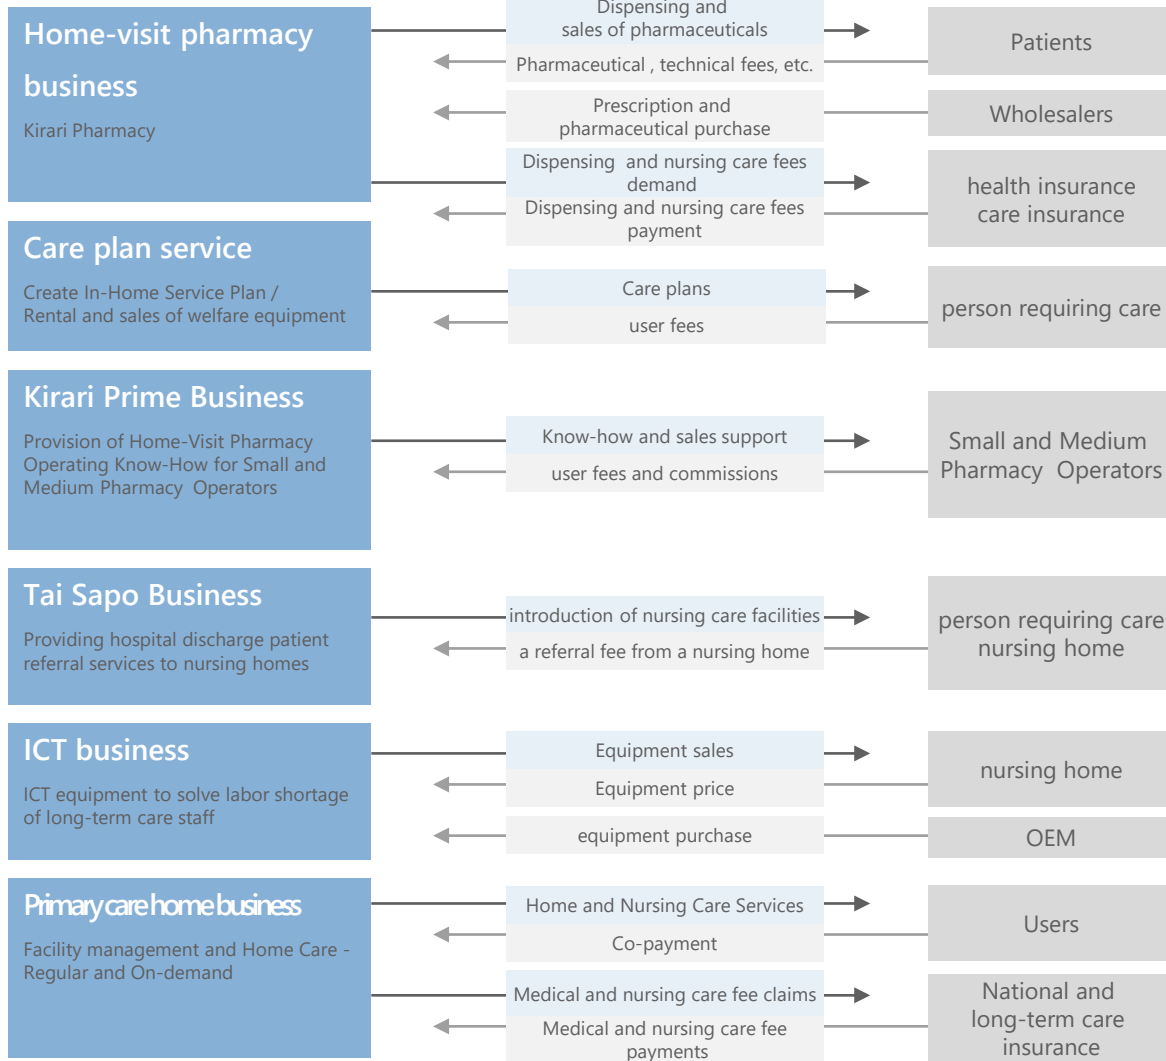 Home-visit pharmacy
business
Kirari Pharmacy
Dispensing and
sales of pharmaceuticals
Pharmaceutical , technical fees, etc.
Patients
Prescription and
pharmaceutical purchase
Wholesalers
Dispensing and nursing care fees
demand
Dispensing and nursing care fees
payment
health insurance
care insurance
Care plan service
Create In-Home Service Plan /
Rental and sales of welfare equipment
Care plans
user fees
person requiring care
Kirari Prime Business
Provision of Home-Visit Pharmacy
Operating Know-How for Small and
Medium Pharmacy Operators
Know-how and sales support
user fees and commissions
Small and Medium
Pharmacy Operators
Tai Sapo Business
Providing hospital discharge patient
referral services to nursing homes
introduction of nursing care facilities
a referral fee from a nursing home
person requiring care
nursing home
ICT business
ICT equipment to solve labor shortage
of long-term care staff
Equipment sales
Equipment price
nursing home
equipment purchase
OEM
Primary care home business
Facility management and Home Care -
Regular and On-demand
Home and Nursing Care Services
Co-payment
Users
Medical and nursing care fee claims
Medical and nursing care fee
payments
National and
long-term care
insurance